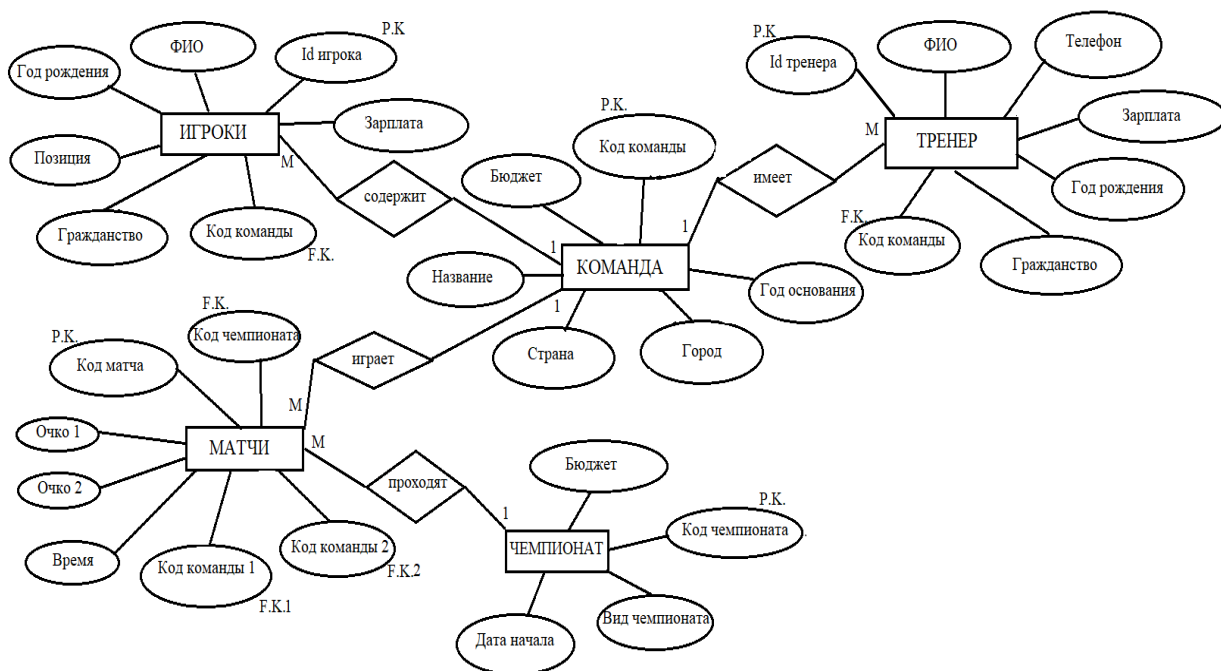 P.K
ФИО
Id игрока
Год рождения
ИГРОКИ
Зарплата
Позиция
M
Гражданство
Код команды
F.K.
содержит
P.K
Id тренера
ФИО
Телефон
Зарплата
M
ТРЕНЕР
Год рождения
F.K.
Код команды
Гражданство
имеет
1
P.K.
Код команды
Бюджет
1
КОМАНДА
Название
1
Год основания
Страна
Город
играет
F.K.
Код чемпионата
P.K.
Код матча
M
Очко 1
МАТЧИ
M
Очко 2
Время
Код команды 1
F.K.1
Код команды 2
F.K.2
проходят
1
Бюджет
P.K.
Код чемпионата
ЧЕМПИОНАТ
Дата начала
Вид чемпионата